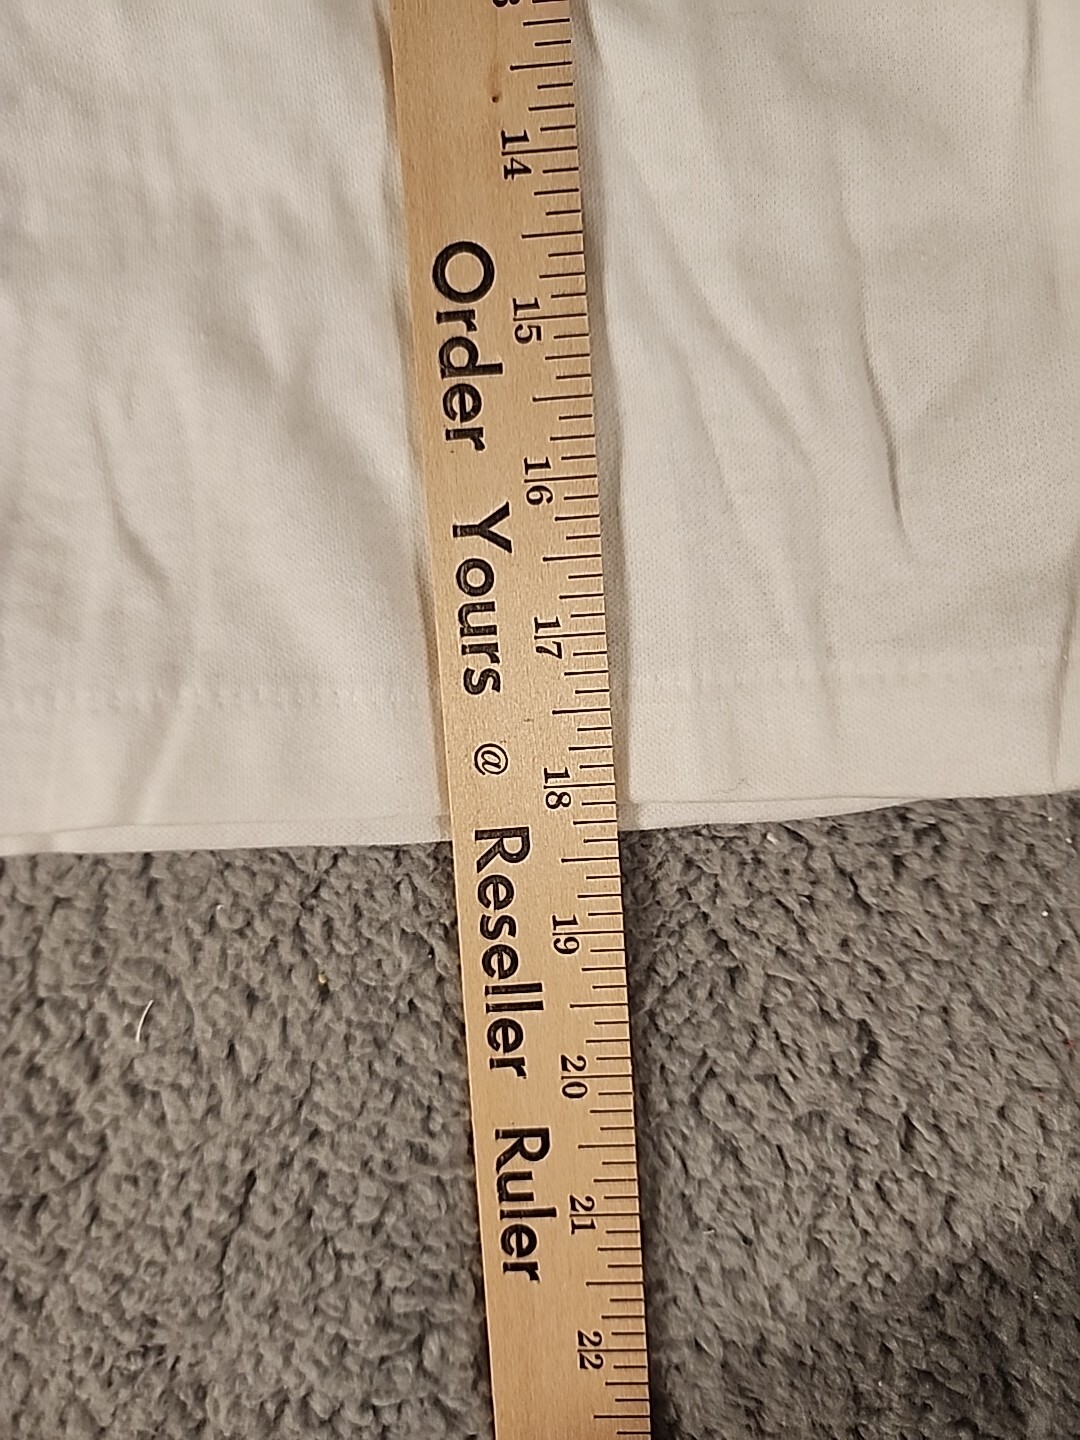 14 15 16 17 18 19 20 21 22
Order Yours @ Reseller Ruler